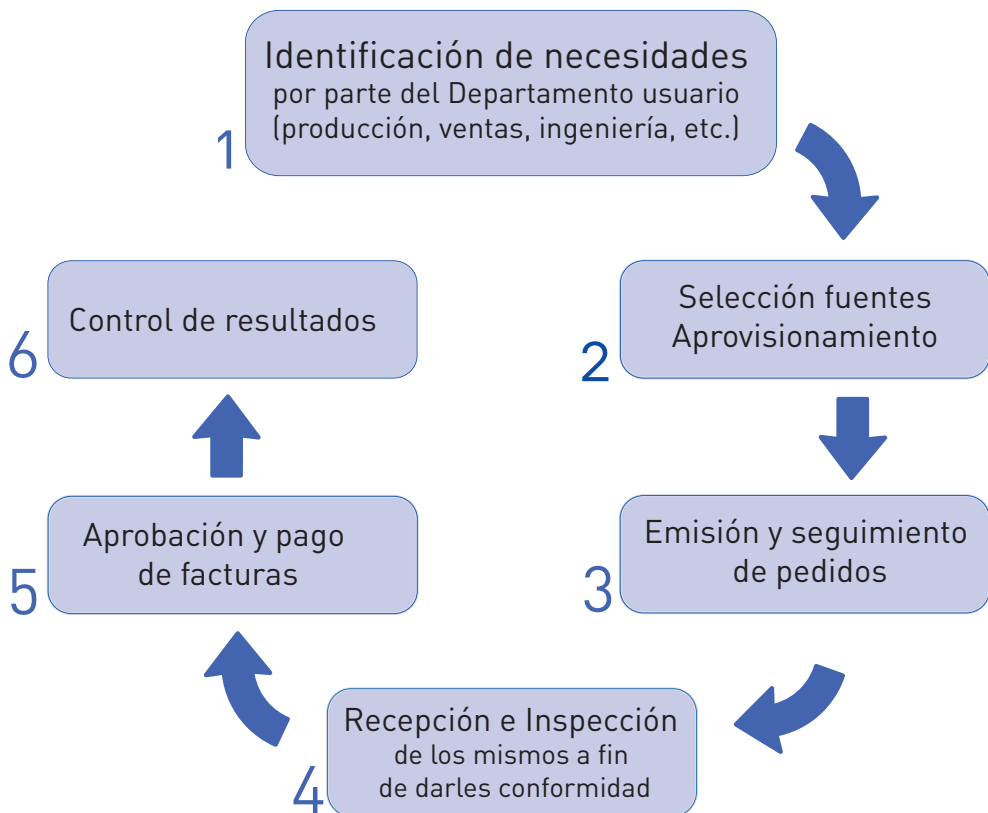 1
Identificación de necesidades
por parte del Departamento usuario
(producción, ventas, ingeniería, etc.)
2
Selección fuentes
Aprovisionamiento
3
Emisión y seguimiento
de pedidos
4
Recepción e Inspección
de los mismos a fin
de darles conformidad
5
Aprobación y pago
de facturas
6
Control de resultados